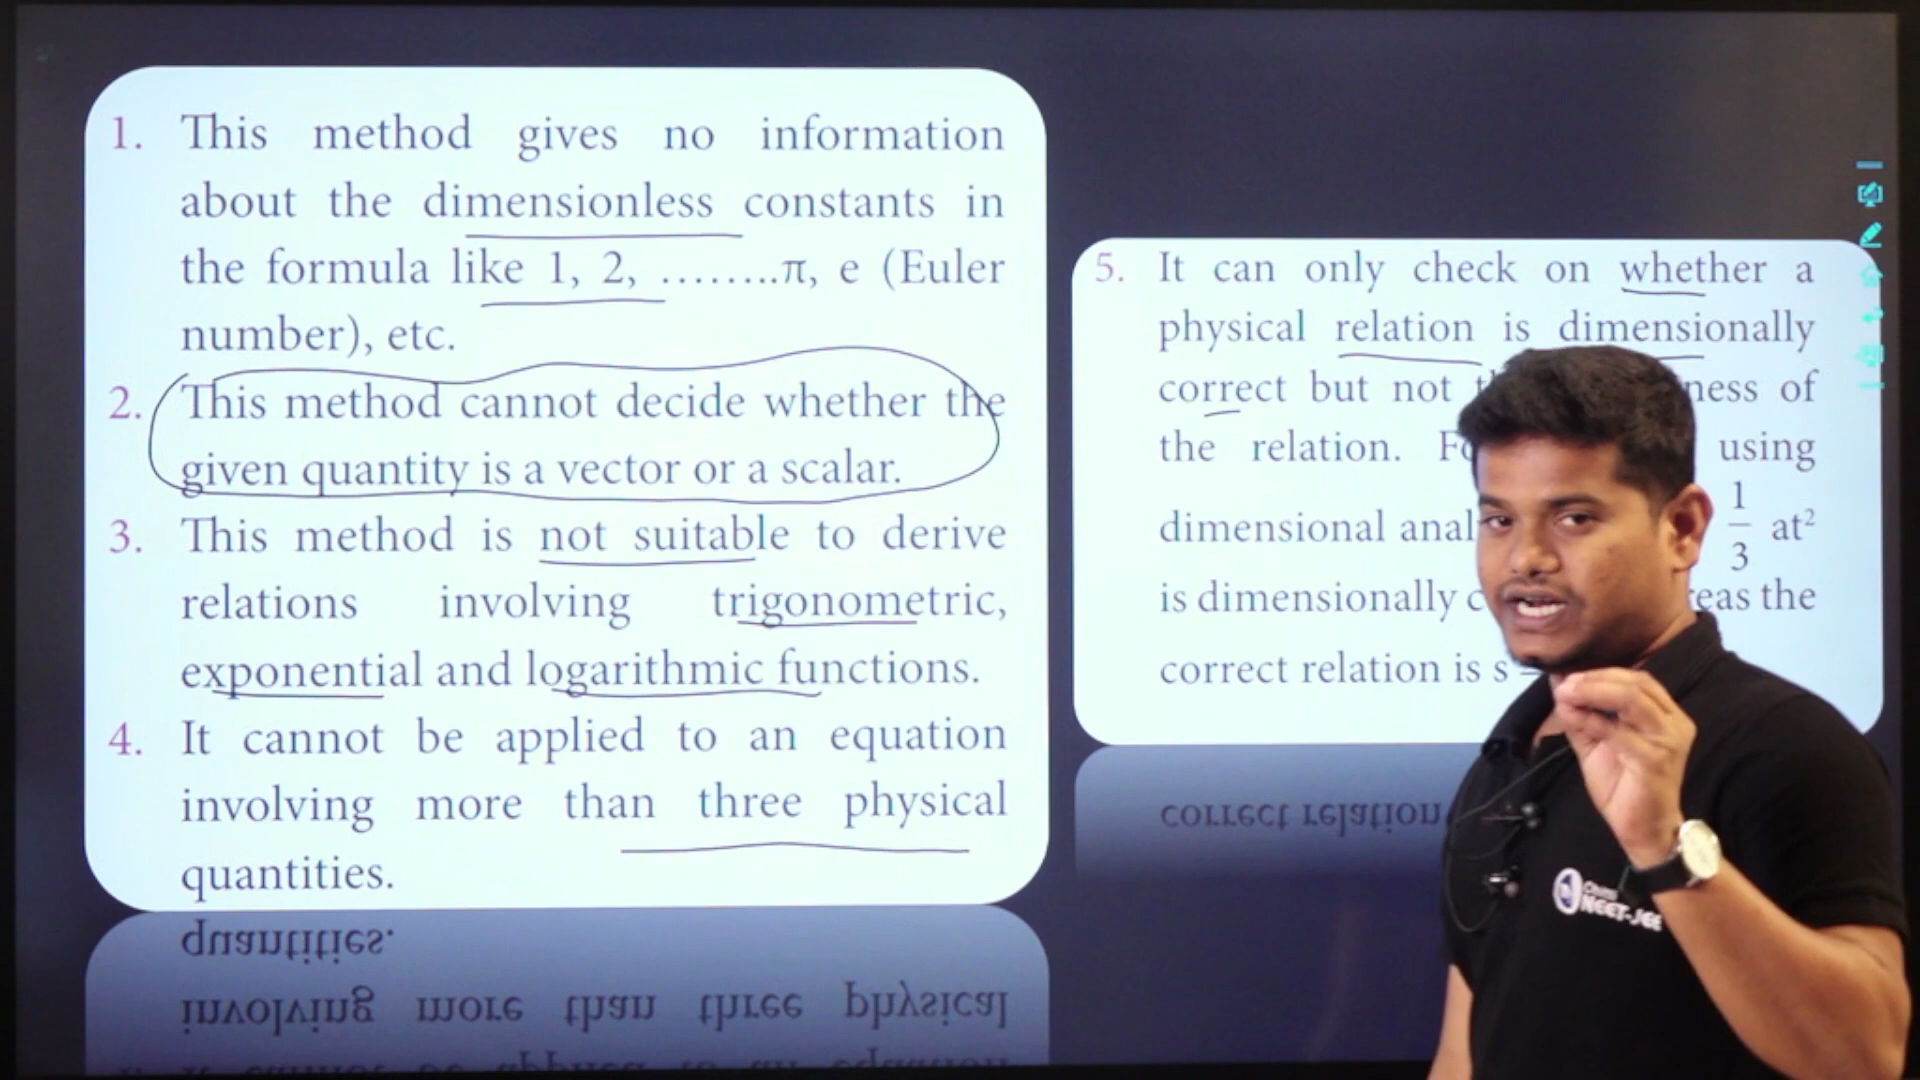 1. This method gives no information
about the dimensionless constants in
the formula like 1, 2, ........π, e (Euler
number), etc.
2. This method cannot decide whether the
given quantity is a vector or a scalar.
3. This method is not suitable to derive
relations involving trigonometric,
exponential and logarithmic functions.
4. It cannot be applied to an equation
involving more than three physical
quantities.
5. It can only check on whether a
physical relation is dimensionally
correct but not of
the relation. using
dimensional 1/3 at²
is dimensionally the
correct relation is s
NEET-JEE